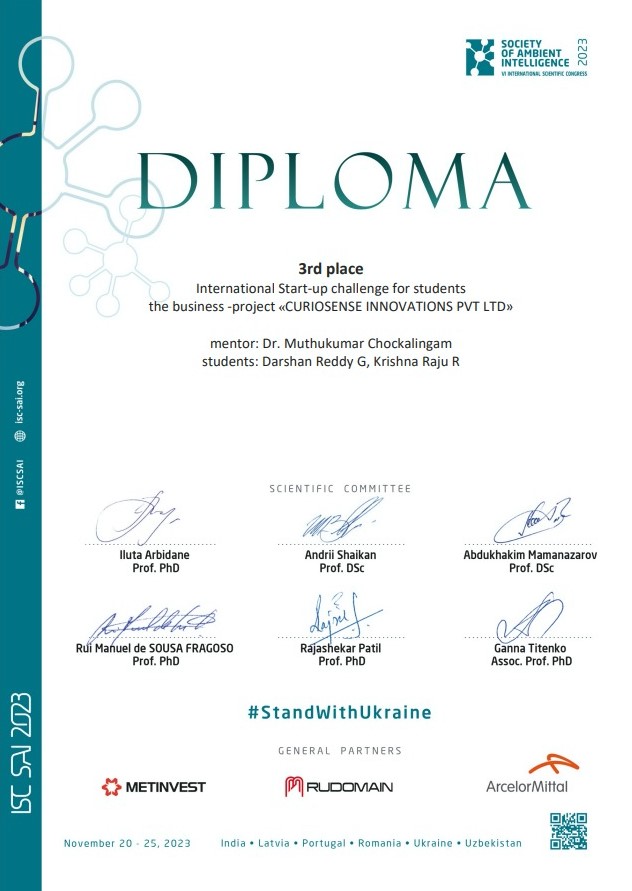 SOCIETY
OF AMBIENT
INTELLIGENCE
2023
VI INTERNATIONAL SCIENTIFIC CONGRESS
DIPLOMA
3rd place
International Start-up challenge for students
the business -project «CURIOSENSE INNOVATIONS PVT LTD»
mentor: Dr. Muthukumar Chockalingam
students: Darshan Reddy G, Krishna Raju R
@ISCSAI isc-sai.org
SCIENTIFIC COMMITTEE
Iluta Arbidane
Prof. PhD
Andrii Shaikan
Prof. DSc
Abdukhakim Mamanazarov
Prof. DSc
Rui Manuel de SOUSA FRAGOSO
Prof. PhD
Rajashekar Patil
Prof. PhD
Ganna Titenko
Assoc. Prof. PhD
#StandWithUkraine
ISC SAI 2023
GENERAL PARTNERS
METINVEST
RUDOMAIN
ArcelorMittal
November 20 - 25, 2023
India • Latvia • Portugal • Romania • Ukraine • Uzbekistan